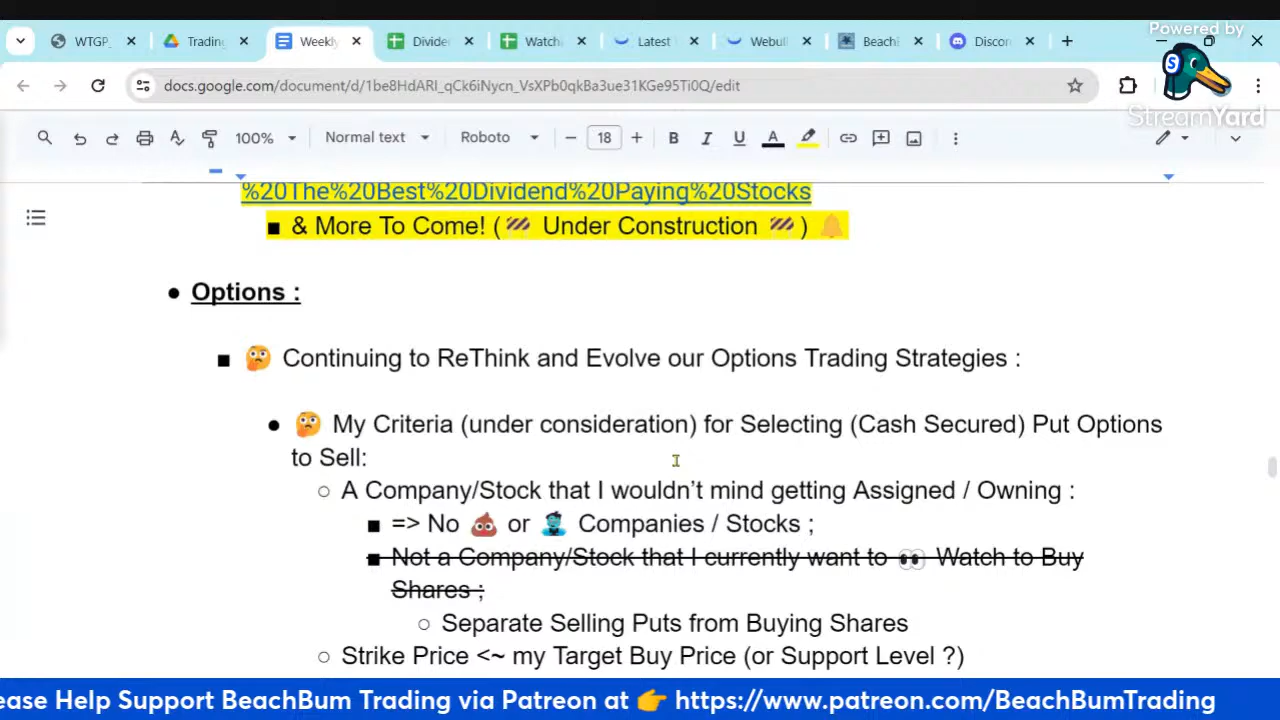 Powered by
StreamYard
WTGP_
Trading
Weekly
Divide
Watch
Latest
Webull
Beach
Discor
docs.google.com/document/d/1be8HdARI_qCk6iNycn_VsXPb0qkBa3ue31KGe95Ti0Q/edit
100%
Normal text
Roboto
18
B I U A
%20The%20Best%20Dividend%20Paying%20Stocks
■ & More To Come! (🚧 Under Construction 🚧) 🔔
● Options :
■ 🤔 Continuing to ReThink and Evolve our Options Trading Strategies :
● 🤔 My Criteria (under consideration) for Selecting (Cash Secured) Put Options
to Sell:
○ A Company/Stock that I wouldn’t mind getting Assigned / Owning :
■ => No 💩 or 🧟 Companies / Stocks ;
■ Not a Company/Stock that I currently want to 👀 Watch to Buy
Shares ;
○ Separate Selling Puts from Buying Shares
○ Strike Price <~ my Target Buy Price (or Support Level ?)
ease Help Support BeachBum Trading via Patreon at 👉 https://www.patreon.com/BeachBumTrading